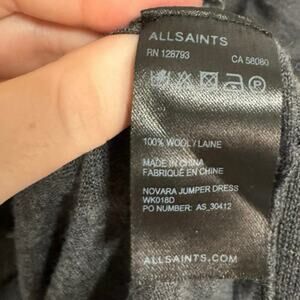 ALLSAINTS
RN 128793 CA 58080
100% WOOL/LAINE
MADE IN CHINA
FABRIQUÉ EN CHINE
NOVARA JUMPER DRESS
WK018D
PO NUMBER: AS_30412
ALLSAINTS.COM